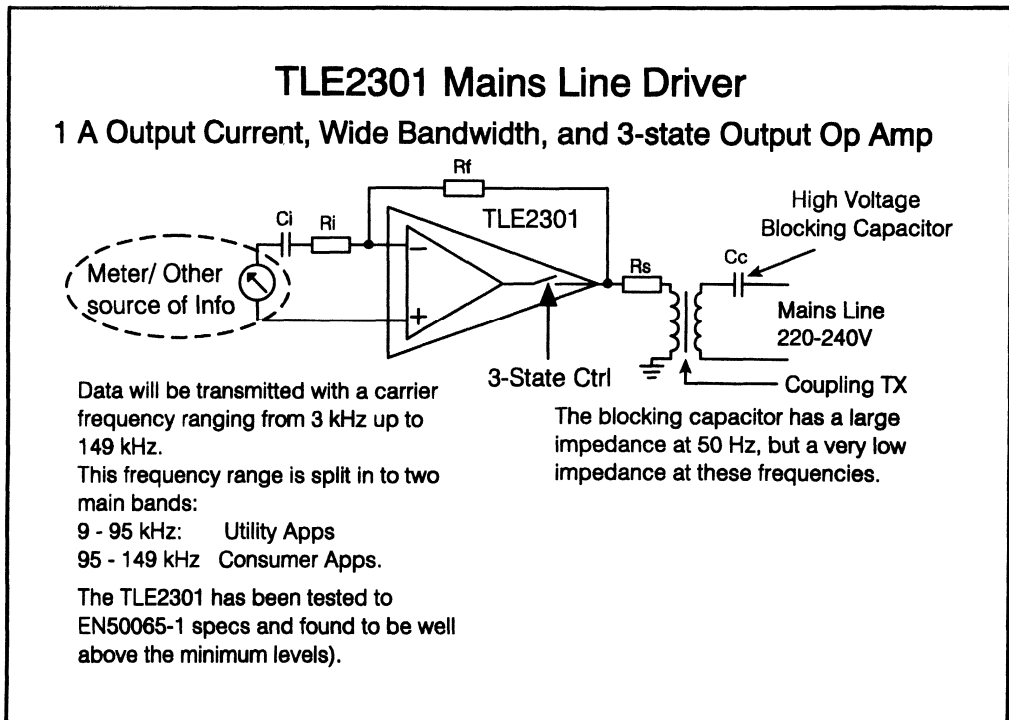 TLE2301 Mains Line Driver
1 A Output Current, Wide Bandwidth, and 3-state Output Op Amp
Rf
TLE2301
High Voltage
Blocking Capacitor
Ci
Ri
Cc
Rs
Meter/ Other
source of Info
−
+
Mains Line
220-240V
3-State Ctrl
Coupling TX
Data will be transmitted with a carrier
frequency ranging from 3 kHz up to
149 kHz.
This frequency range is split in to two
main bands:
9 - 95 kHz: Utility Apps
95 - 149 kHz Consumer Apps.
The TLE2301 has been tested to
EN50065-1 specs and found to be well
above the minimum levels).
The blocking capacitor has a large
impedance at 50 Hz, but a very low
impedance at these frequencies.